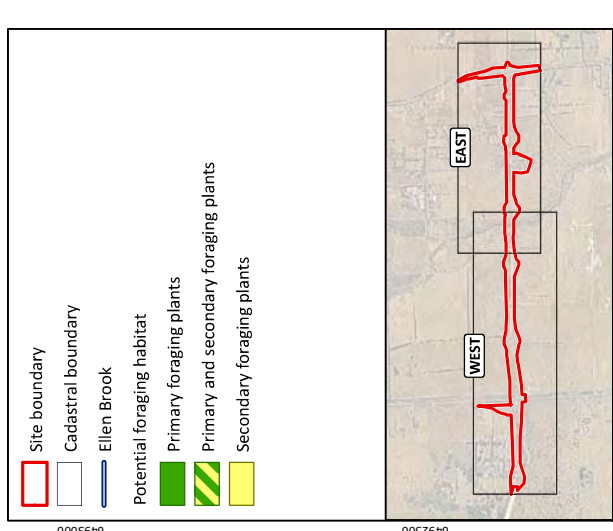 Site boundary
Cadastral boundary
Ellen Brook
Potential foraging habitat
Primary foraging plants
Primary and secondary foraging plants
Secondary foraging plants
EAST
WEST
6492500